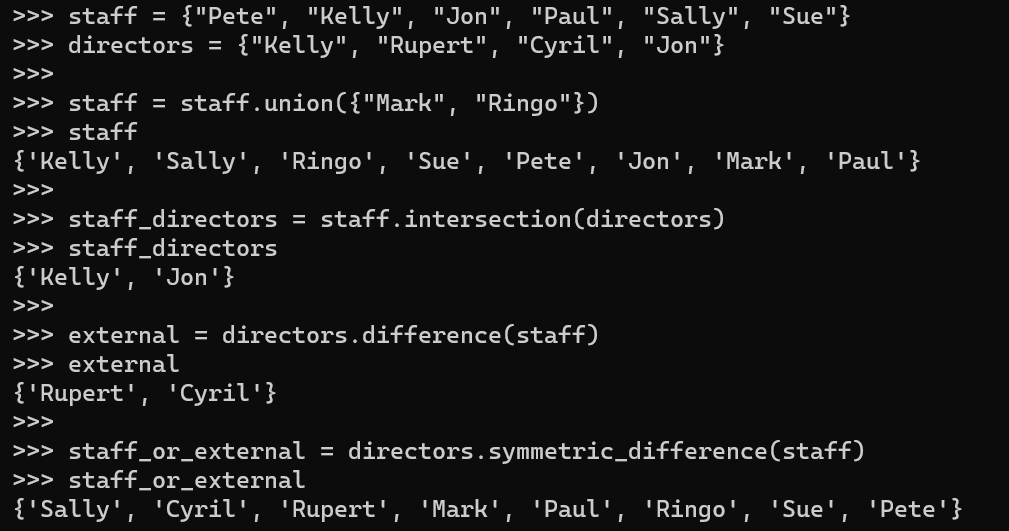 >>> staff = {"Pete", "Kelly", "Jon", "Paul", "Sally", "Sue"}
>>> directors = {"Kelly", "Rupert", "Cyril", "Jon"}
>>>
>>> staff = staff.union({"Mark", "Ringo"})
>>> staff
{'Kelly', 'Sally', 'Ringo', 'Sue', 'Pete', 'Jon', 'Mark', 'Paul'}
>>>
>>> staff_directors = staff.intersection(directors)
>>> staff_directors
{'Kelly', 'Jon'}
>>>
>>> external = directors.difference(staff)
>>> external
{'Rupert', 'Cyril'}
>>>
>>> staff_or_external = directors.symmetric_difference(staff)
>>> staff_or_external
{'Sally', 'Cyril', 'Rupert', 'Mark', 'Paul', 'Ringo', 'Sue', 'Pete'}